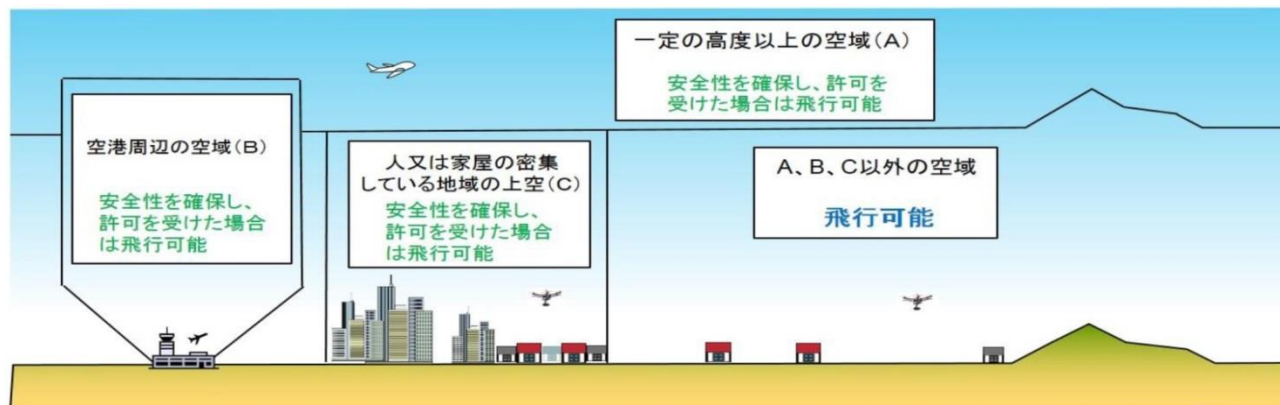 一定の高度以上の空域(A)
安全性を確保し、許可を
受けた場合は飛行可能
空港周辺の空域(B)
安全性を確保し、
許可を受けた場合
は飛行可能
人又は家屋の密集
している地域の上空(C)
安全性を確保し、
許可を受けた場合
は飛行可能
A、B、C以外の空域
飛行可能